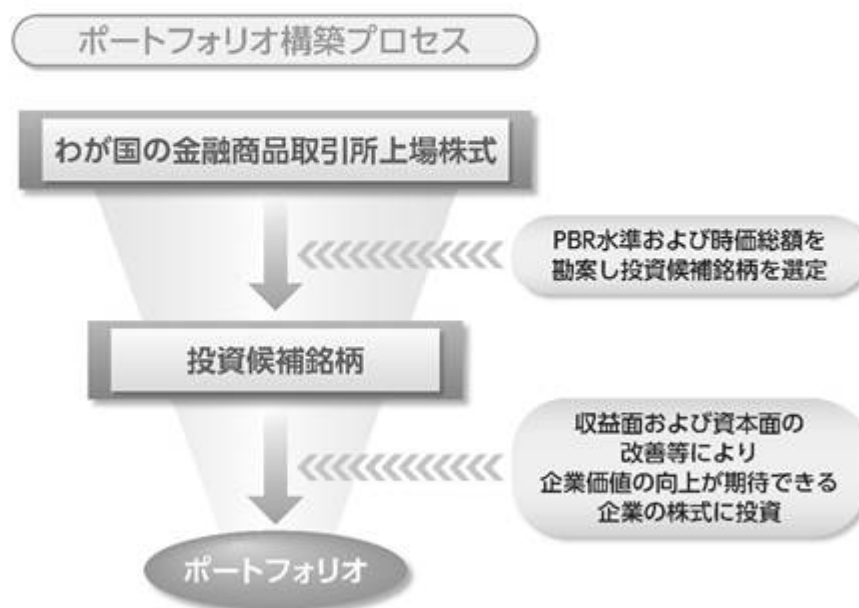 ポートフォリオ構築プロセス
わが国の金融商品取引所上場株式
PBR水準および時価総額を
勘案し投資候補銘柄を選定
投資候補銘柄
収益面および資本面の
改善等により
企業価値の向上が期待できる
企業の株式に投資
ポートフォリオ